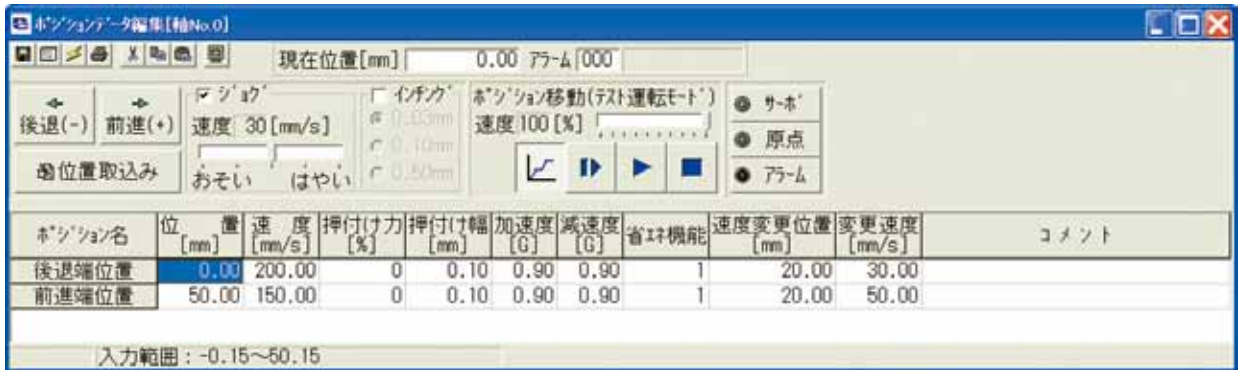 ポジションデータ編集[軸No.0]
現在位置[mm] 0.00 アラーム 000
後退(-) 前進(+)
位置取込み
ジョグ
速度 30[mm/s]
おそい はやい
インチング
0.03mm
0.10mm
0.50mm
ポジション移動(テスト運転モード)
速度 100[%]
サーボ
原点
アラーム
ポジション名 位置[mm] 速度[mm/s] 押付け力[%] 押付け幅[mm] 加速度[G] 減速度[G] 省エネ機能 速度変更位置[mm] 変更速度[mm/s] コメント
後退端位置 0.00 200.00 0 0.10 0.90 0.90 1 20.00 30.00
前進端位置 50.00 150.00 0 0.10 0.90 0.90 1 20.00 50.00
入力範囲：-0.15～50.15